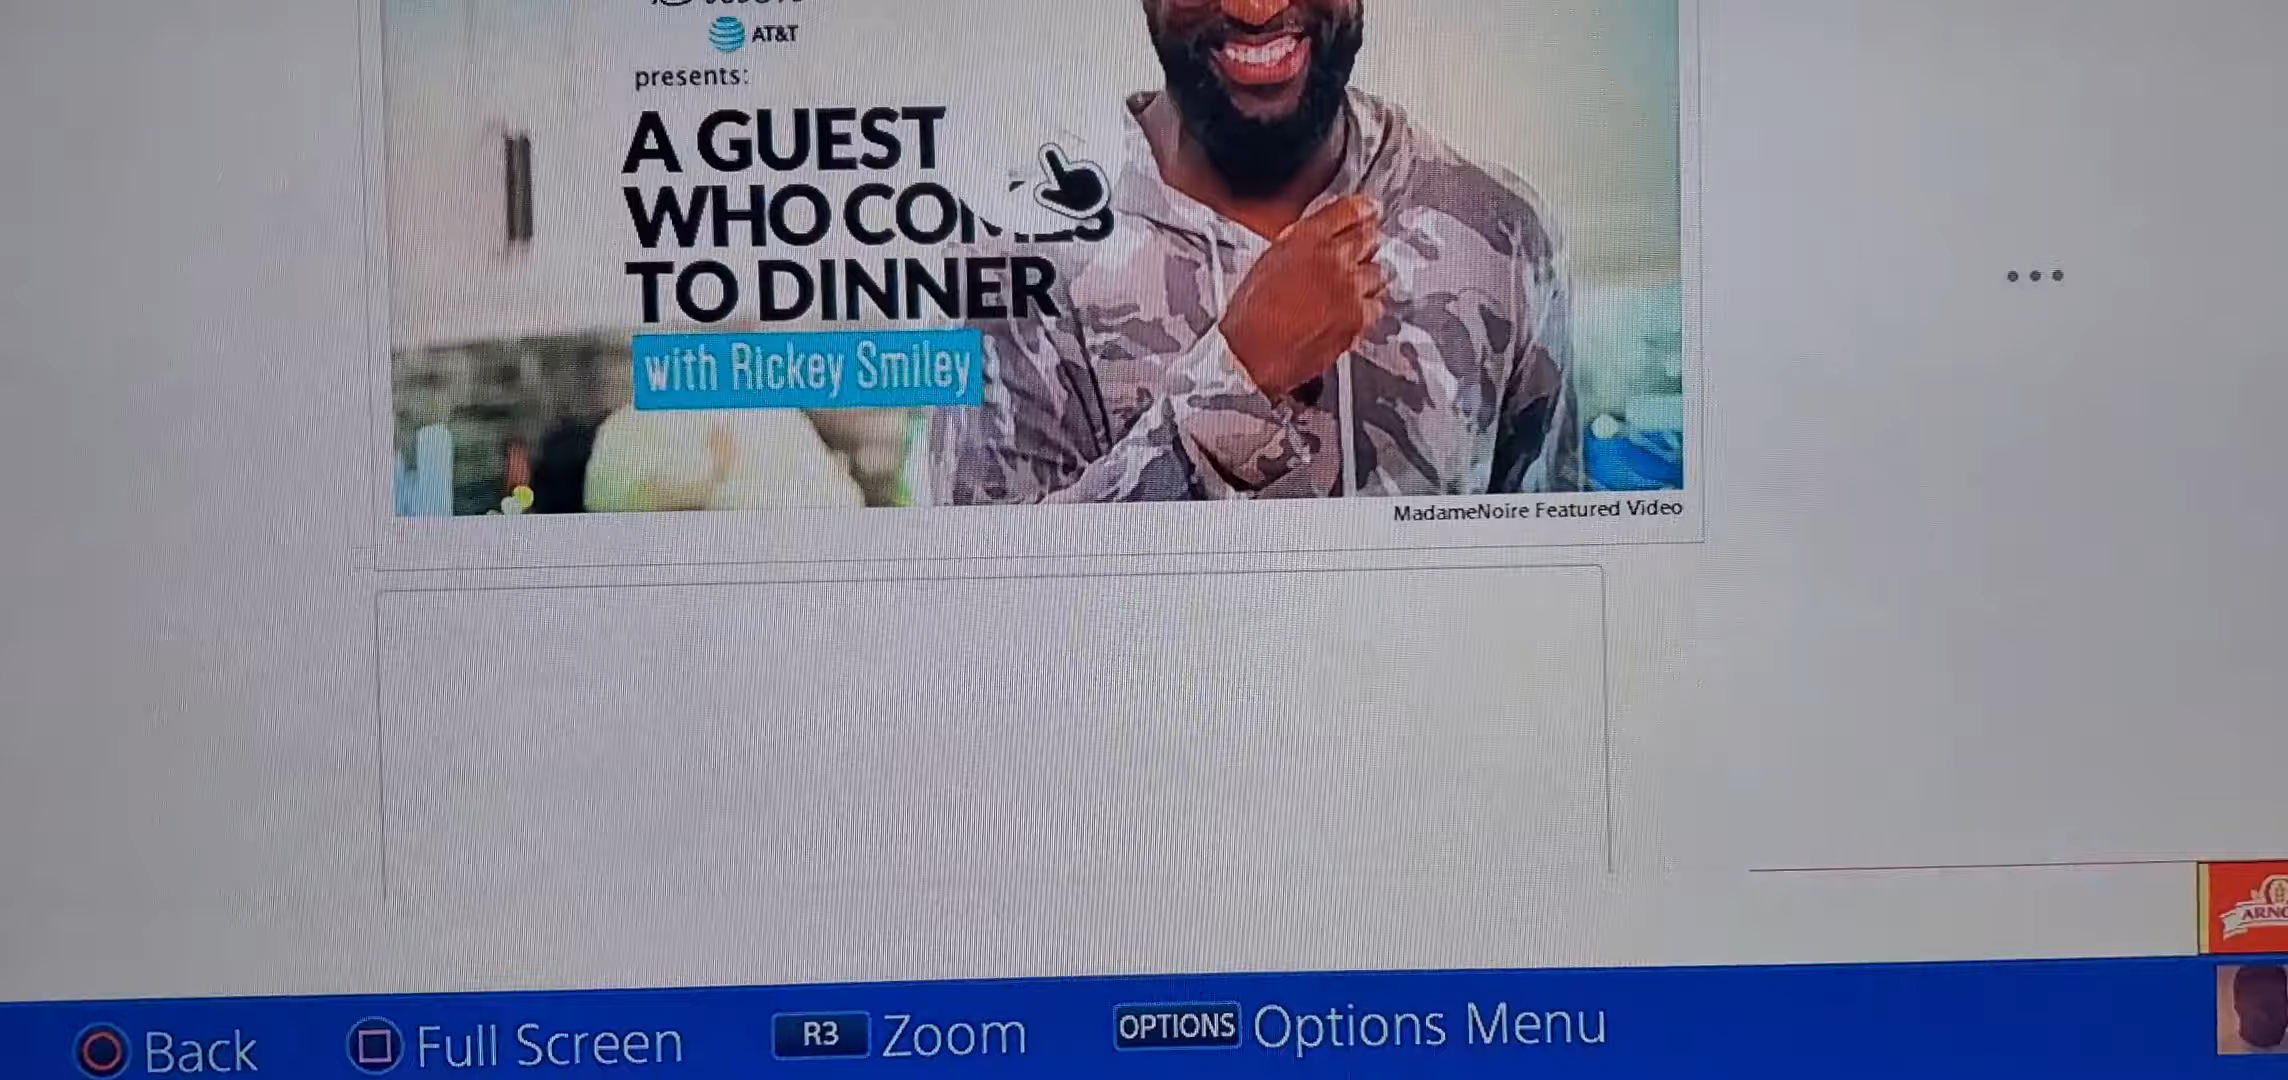 AT&T
presents:
A GUEST
WHO COMES
TO DINNER
with Rickey Smiley
MadameNoire Featured Video
Back
Full Screen
R3 Zoom
OPTIONS Options Menu